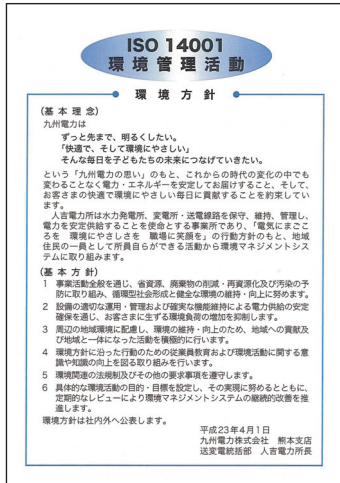 ISO 14001
環境管理活動
環境方針
(基本理念)
九州電力は
ずっと先まで、明るくしたい。
「快適で、そして環境にやさしい」
そんな毎日を子どもたちの未来につなげていきたい。
という「九州電力の思い」のもと、これからの時代の変化の中でも
変わることなく電力・エネルギーを安定してお届けすること、そして、
お客さまの快適で環境にやさしい毎日に貢献することを約束してい
ます。
人吉電力所は水力発電所、変電所・送電線路を保守、維持、管理し、
電力を安定供給することを使命とする事業所であり、「電気にまごこ
ろを 環境にやさしさを 職場に笑顔を」の行動方針のもと、地域
住民の一員として所員自らができる活動から環境マネジメントシス
テムに取り組みます。
(基本方針)
1 事業活動全般を通じ、省資源、廃棄物の削減・再資源化及び汚染の予
防に取り組み、循環型社会形成と健全な環境の維持・向上に努めます。
2 設備の適切な運用・管理および確実な機能維持による電力供給の安定
確保を通じ、お客さまに生ずる環境負荷の増加を抑制します。
3 周辺の地域環境に配慮し、環境の維持・向上のため、地域への貢献及
び地域と一体になった活動を積極的に行います。
4 環境方針に沿った行動のための従業員教育および環境活動に関する意
識や知識の向上を図る取り組みを行います。
5 環境関連の法規制及びその他の要求事項を遵守します。
6 具体的な環境活動の目的・目標を設定し、その実現に努めるとともに、
定期的なレビューにより環境マネジメントシステムの継続的改善を推
進します。
環境方針は社内外へ公表します。
平成23年4月1日
九州電力株式会社 熊本支店
送変電統括部 人吉電力所長